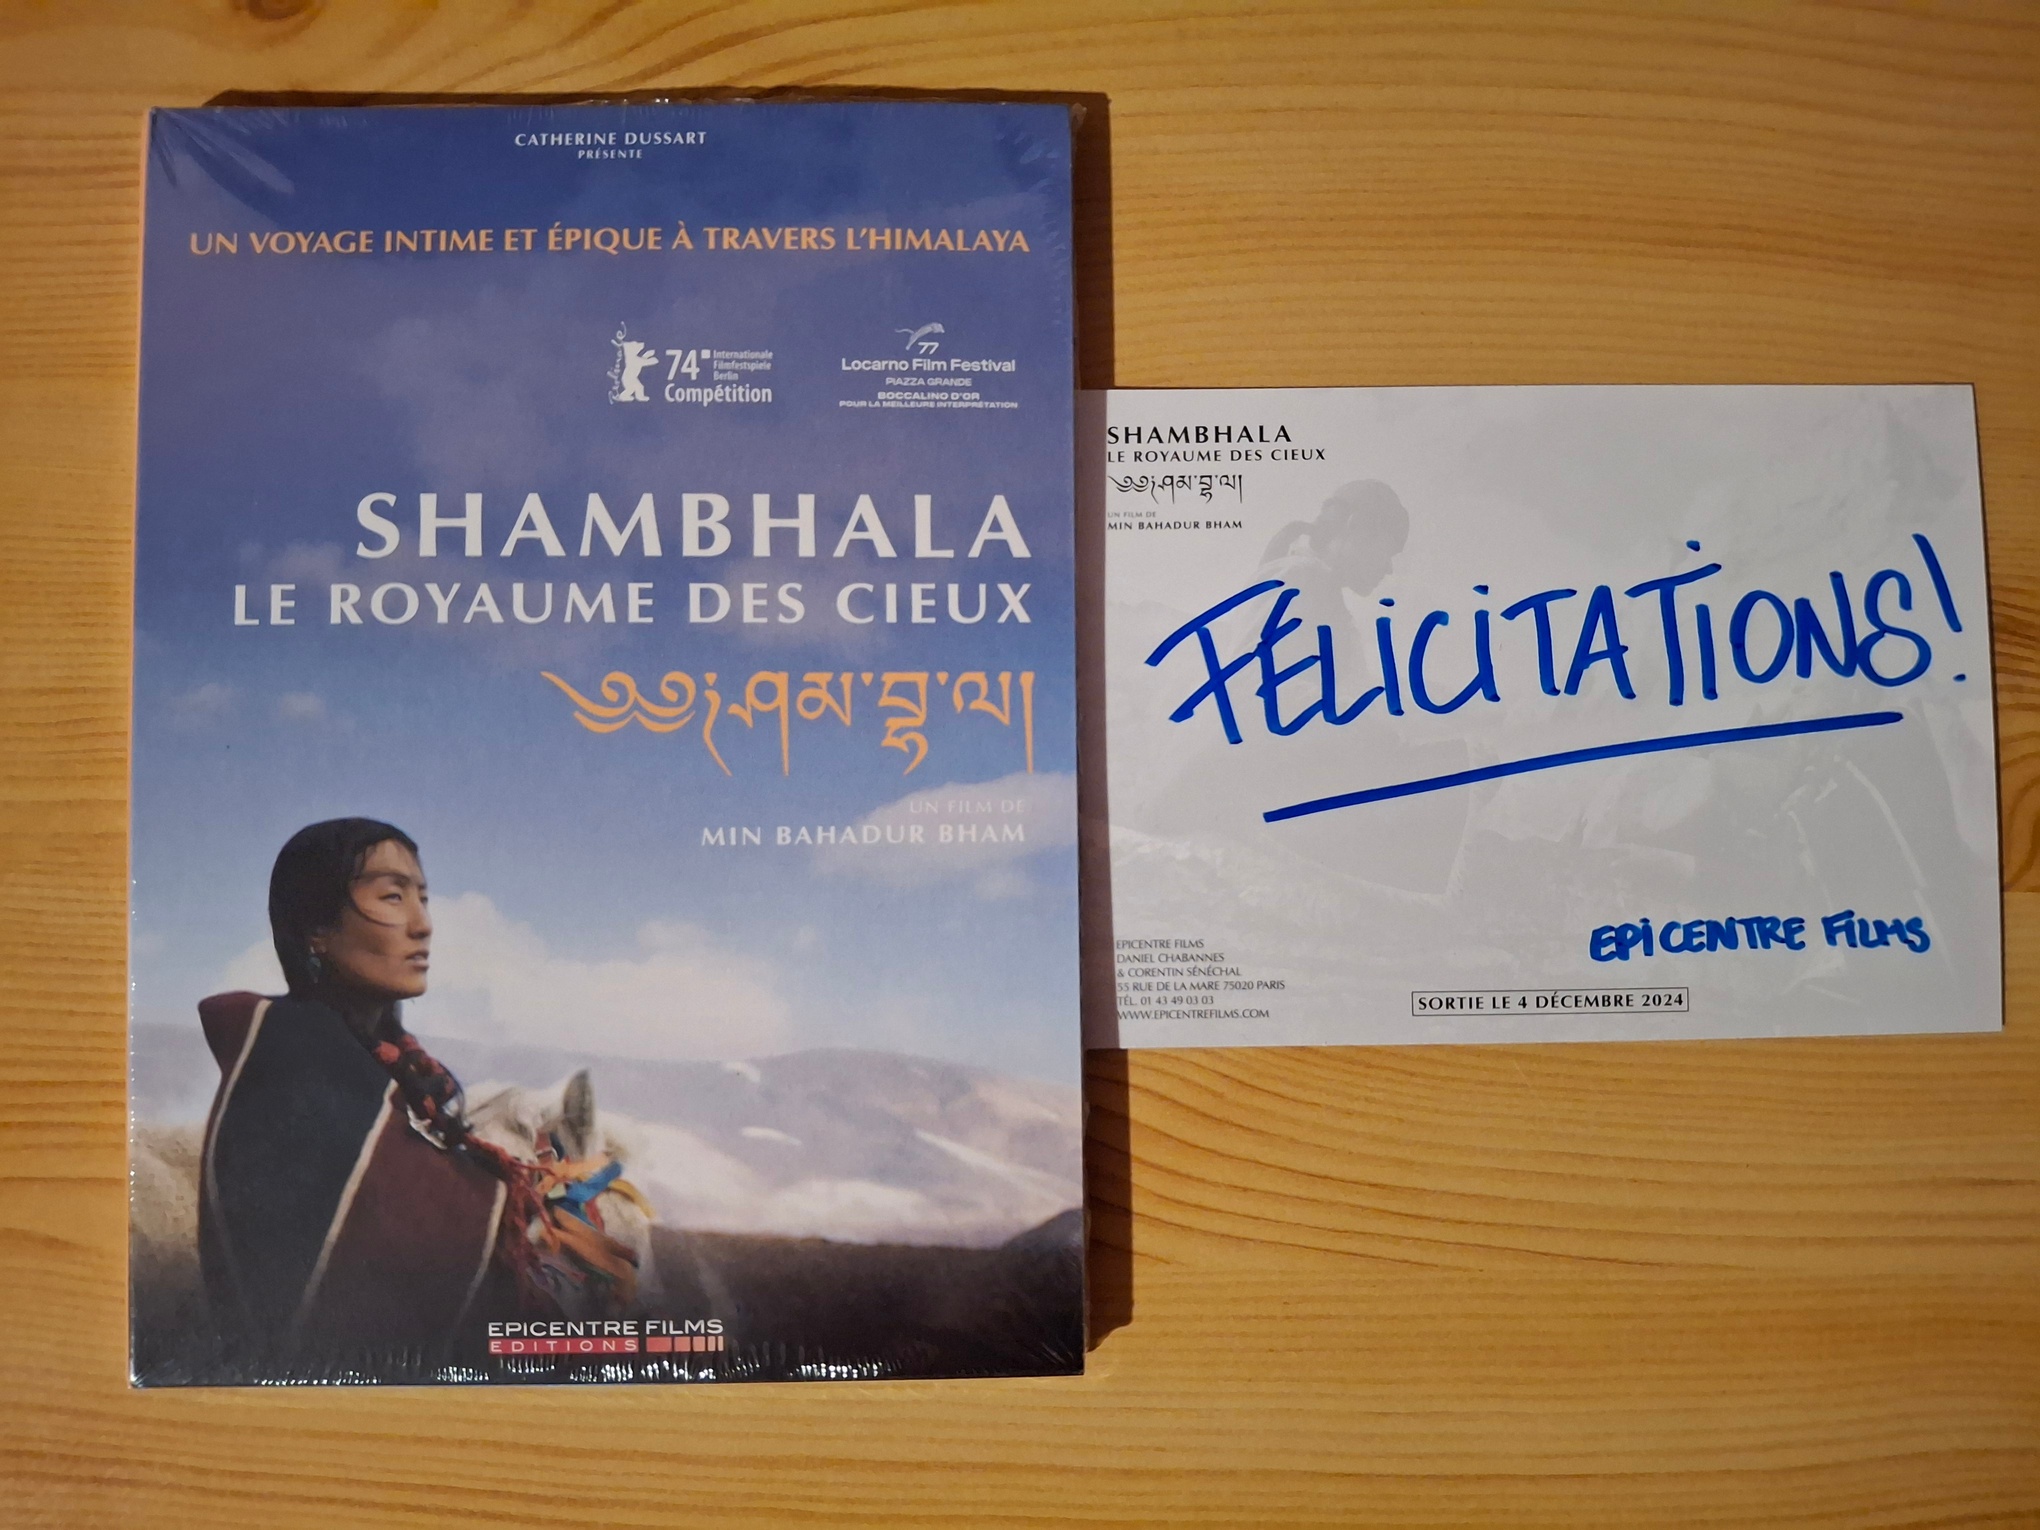 CATHERINE DUSSART
PRÉSENTE
UN VOYAGE INTIME ET ÉPIQUE À TRAVERS L'HIMALAYA
Berlinale
74
Internationale
Filmfestspiele
Berlin
Compétition
77
Locarno Film Festival
PIAZZA GRANDE
BOCCALINO D'OR
POUR LA MEILLEURE INTERPRÉTATION
SHAMBHALA
LE ROYAUME DES CIEUX
༄༅༑ཤམ་བྷ་ལ།
UN FILM DE
MIN BAHADUR BHAM
EPICENTRE FILMS
EDITIONS
SHAMBHALA
LE ROYAUME DES CIEUX
༄༅༑ཤམ་བྷ་ལ།
UN FILM DE
MIN BAHADUR BHAM
FÉLICITATIONS!
EPICENTRE FILMS
EPICENTRE FILMS
DANIEL CHABANNES
& CORENTIN SÉNÉCHAL
55 RUE DE LA MARE 75020 PARIS
TÉL. 01 43 49 03 03
WWW.EPICENTREFILMS.COM
SORTIE LE 4 DÉCEMBRE 2024